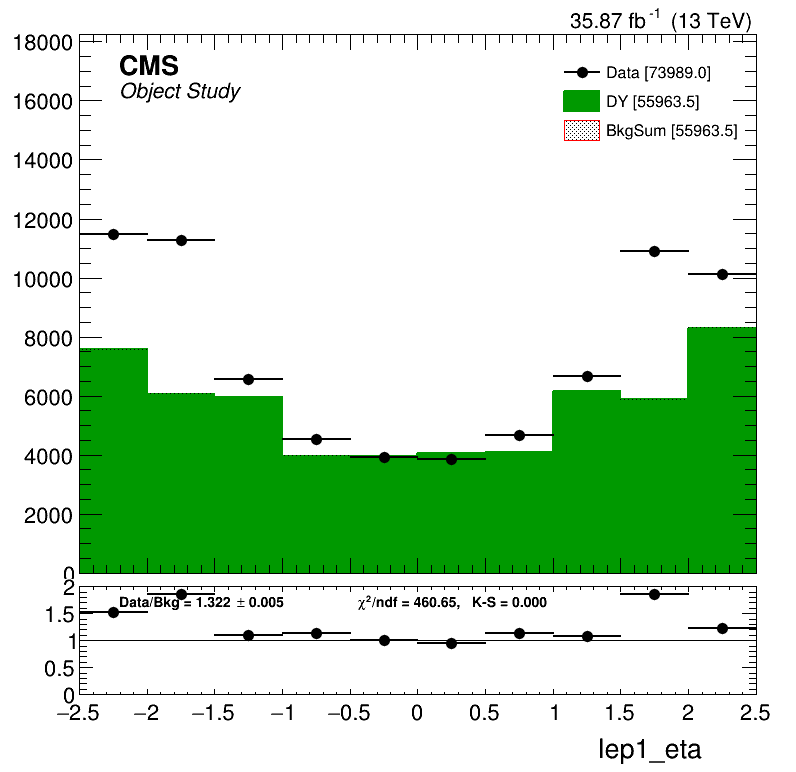 35.87 fb⁻¹ (13 TeV)
CMS
Object Study
Data [73989.0]
DY [55963.5]
BkgSum [55963.5]
18000
16000
14000
12000
10000
8000
6000
4000
2000
0
Data/Bkg = 1.322 ± 0.005 χ²/ndf = 460.65, K-S = 0.000
2
1.5
1
0.5
0
−2.5 −2 −1.5 −1 −0.5 0 0.5 1 1.5 2 2.5
lep1_eta